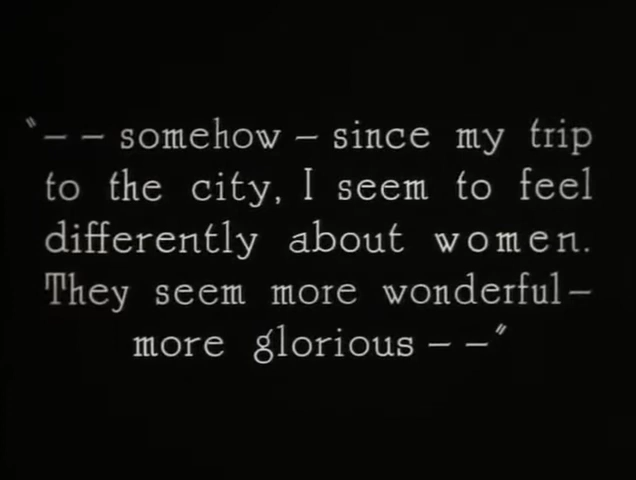 "– – somehow – since my trip
to the city, I seem to feel
differently about women.
They seem more wonderful –
more glorious – –"